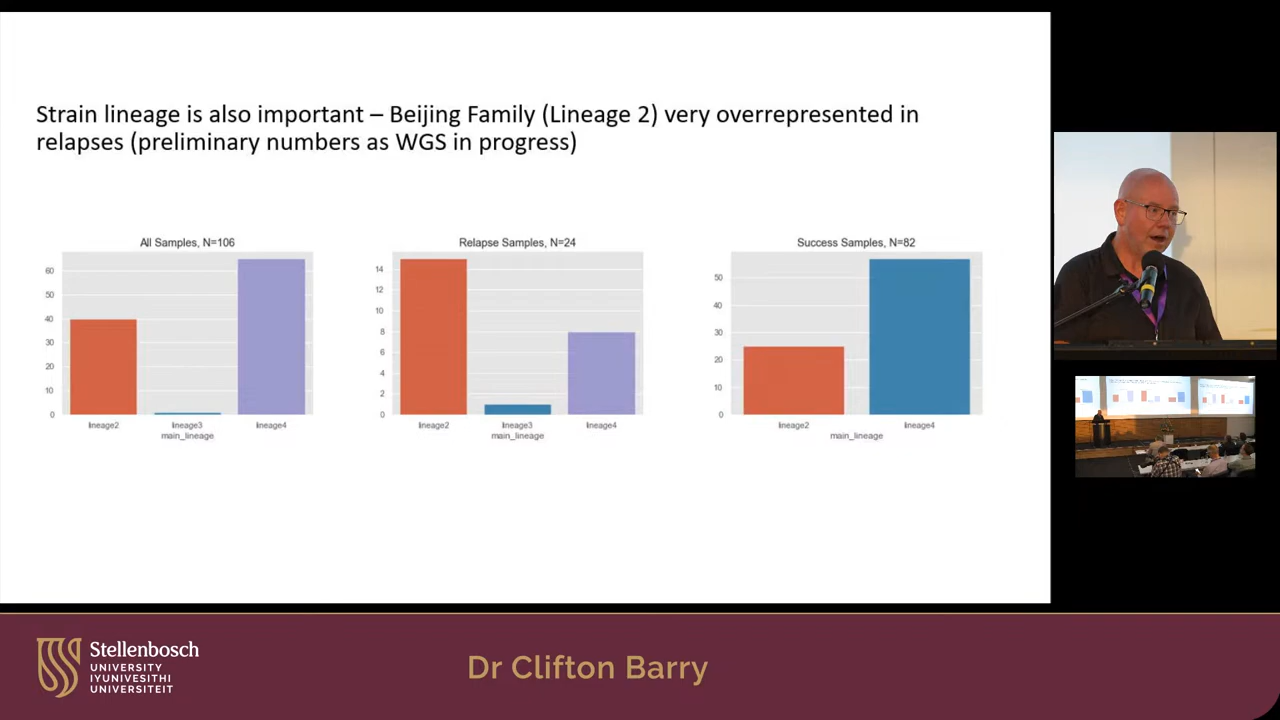 Strain lineage is also important – Beijing Family (Lineage 2) very overrepresented in
relapses (preliminary numbers as WGS in progress)
All Samples, N=106
60
50
40
30
20
10
0
lineage2
lineage3
lineage4
main_lineage
Relapse Samples, N=24
14
12
10
8
6
4
2
0
lineage2
lineage3
lineage4
main_lineage
Success Samples, N=82
50
40
30
20
10
0
lineage2
lineage4
main_lineage
Stellenbosch
UNIVERSITY
IYUNIVESITHI
UNIVERSITEIT
Dr Clifton Barry